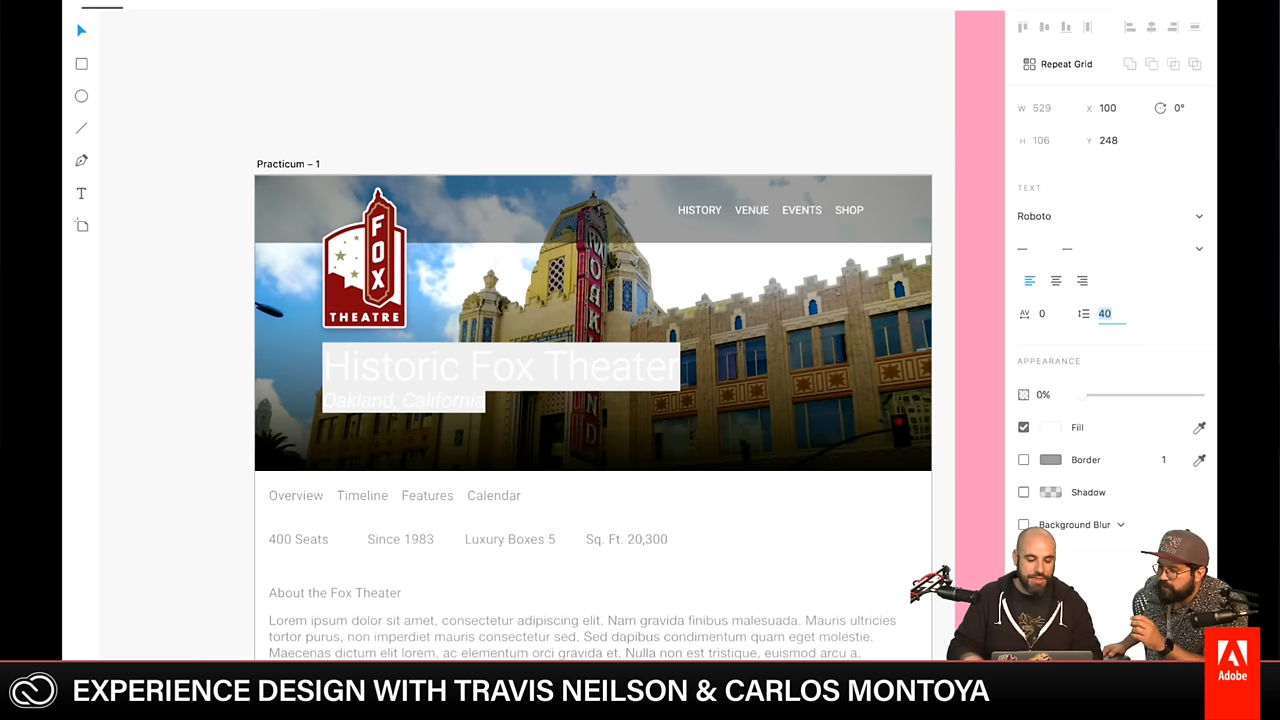 Repeat Grid
W 529 X 100 0°
H 106 Y 248
TEXT
Roboto
AV 0 40
APPEARANCE
0%
Fill
Border 1
Shadow
Background Blur
T
Practicum – 1
HISTORY VENUE EVENTS SHOP
FOX
THEATRE
OAKLAND
Historic Fox Theater
Oakland, California
Overview Timeline Features Calendar
400 Seats Since 1983 Luxury Boxes 5 Sq. Ft. 20,300
About the Fox Theater
Lorem ipsum dolor sit amet, consectetur adipiscing elit. Nam gravida finibus malesuada. Mauris ultricies
tortor purus, non imperdiet mauris consectetur sed. Sed dapibus condimentum quam eget molestie.
Maecenas dictum elit lorem, ac elementum orci gravida et. Nulla non est tristique, euismod arcu a,
EXPERIENCE DESIGN WITH TRAVIS NEILSON & CARLOS MONTOYA
Adobe